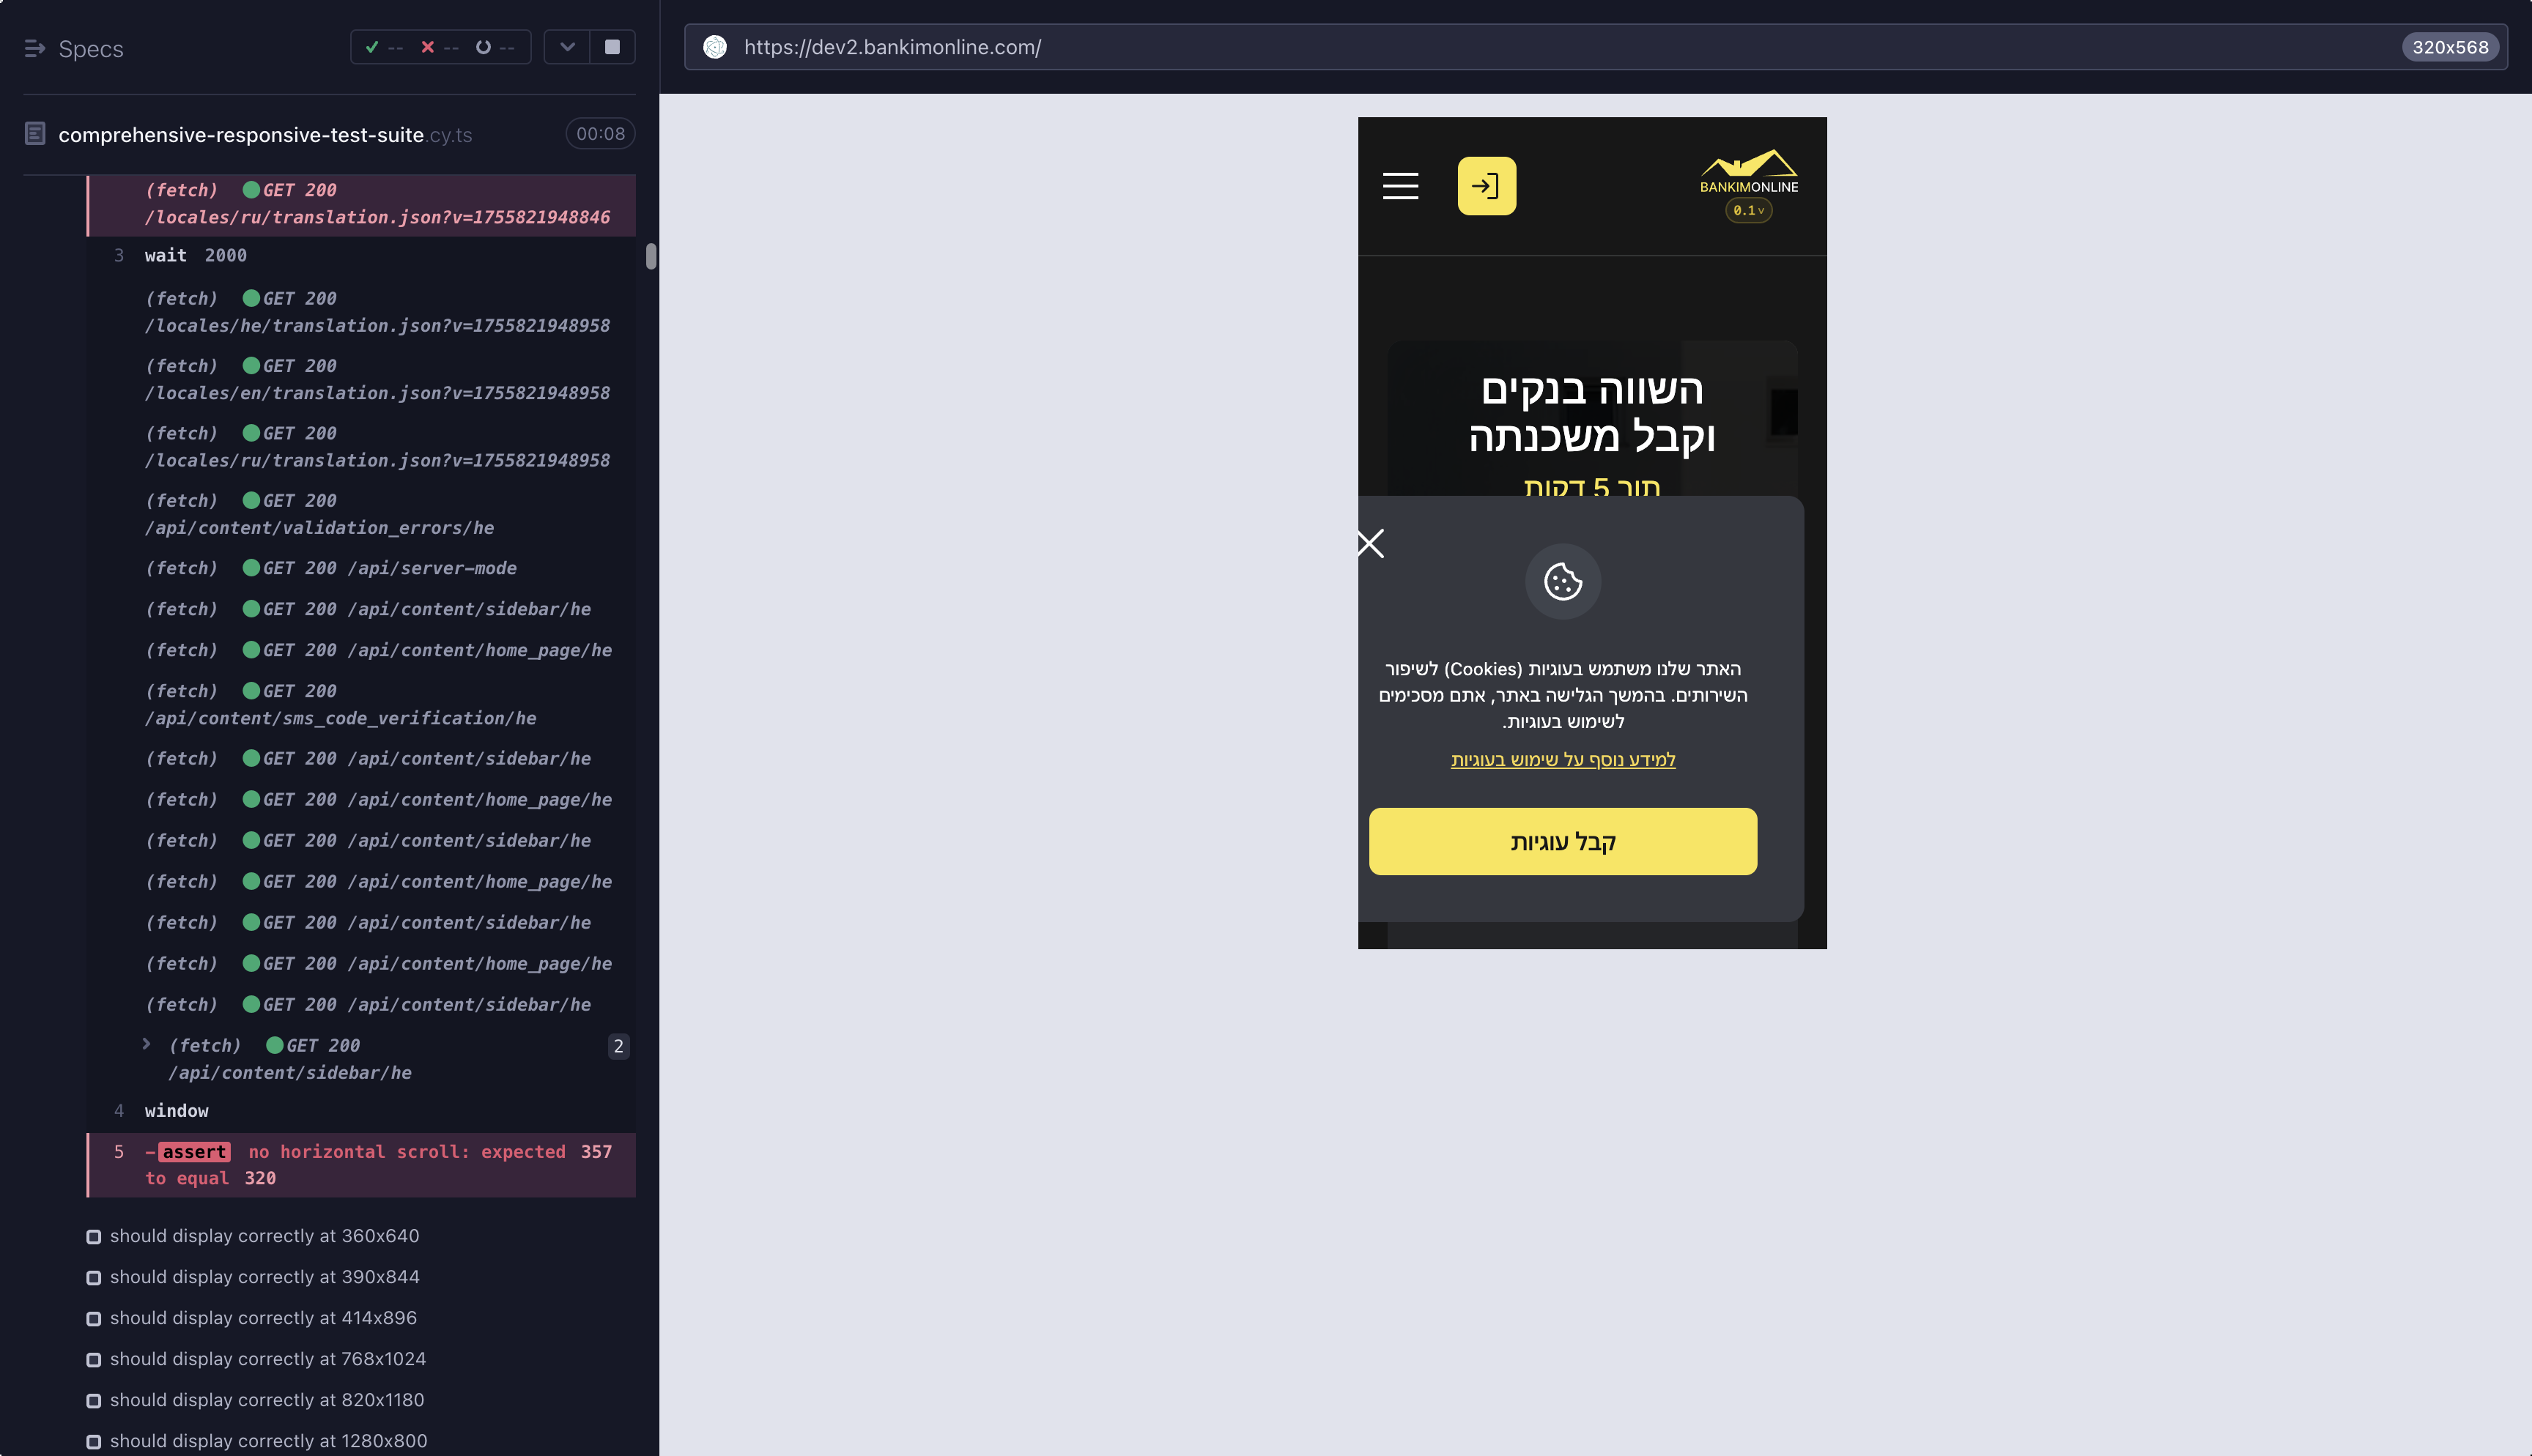 Specs
-- -- --
comprehensive-responsive-test-suite.cy.ts 00:08
(fetch) GET 200
/locales/ru/translation.json?v=1755821948846
3 wait 2000
(fetch) GET 200
/locales/he/translation.json?v=1755821948958
(fetch) GET 200
/locales/en/translation.json?v=1755821948958
(fetch) GET 200
/locales/ru/translation.json?v=1755821948958
(fetch) GET 200
/api/content/validation_errors/he
(fetch) GET 200 /api/server-mode
(fetch) GET 200 /api/content/sidebar/he
(fetch) GET 200 /api/content/home_page/he
(fetch) GET 200
/api/content/sms_code_verification/he
(fetch) GET 200 /api/content/sidebar/he
(fetch) GET 200 /api/content/home_page/he
(fetch) GET 200 /api/content/sidebar/he
(fetch) GET 200 /api/content/home_page/he
(fetch) GET 200 /api/content/sidebar/he
(fetch) GET 200 /api/content/home_page/he
(fetch) GET 200 /api/content/sidebar/he
(fetch) GET 200 2
/api/content/sidebar/he
4 window
5 -assert no horizontal scroll: expected 357
to equal 320
should display correctly at 360x640
should display correctly at 390x844
should display correctly at 414x896
should display correctly at 768x1024
should display correctly at 820x1180
should display correctly at 1280x800
https://dev2.bankimonline.com/ 320x568
BANKIMONLINE
0.1v
השווה בנקים
וקבל משכנתה
תוך 5 דקות
האתר שלנו משתמש בעוגיות (Cookies) לשיפור
השירותים. בהמשך הגלישה באתר, אתם מסכימים
לשימוש בעוגיות.
למידע נוסף על שימוש בעוגיות
קבל עוגיות